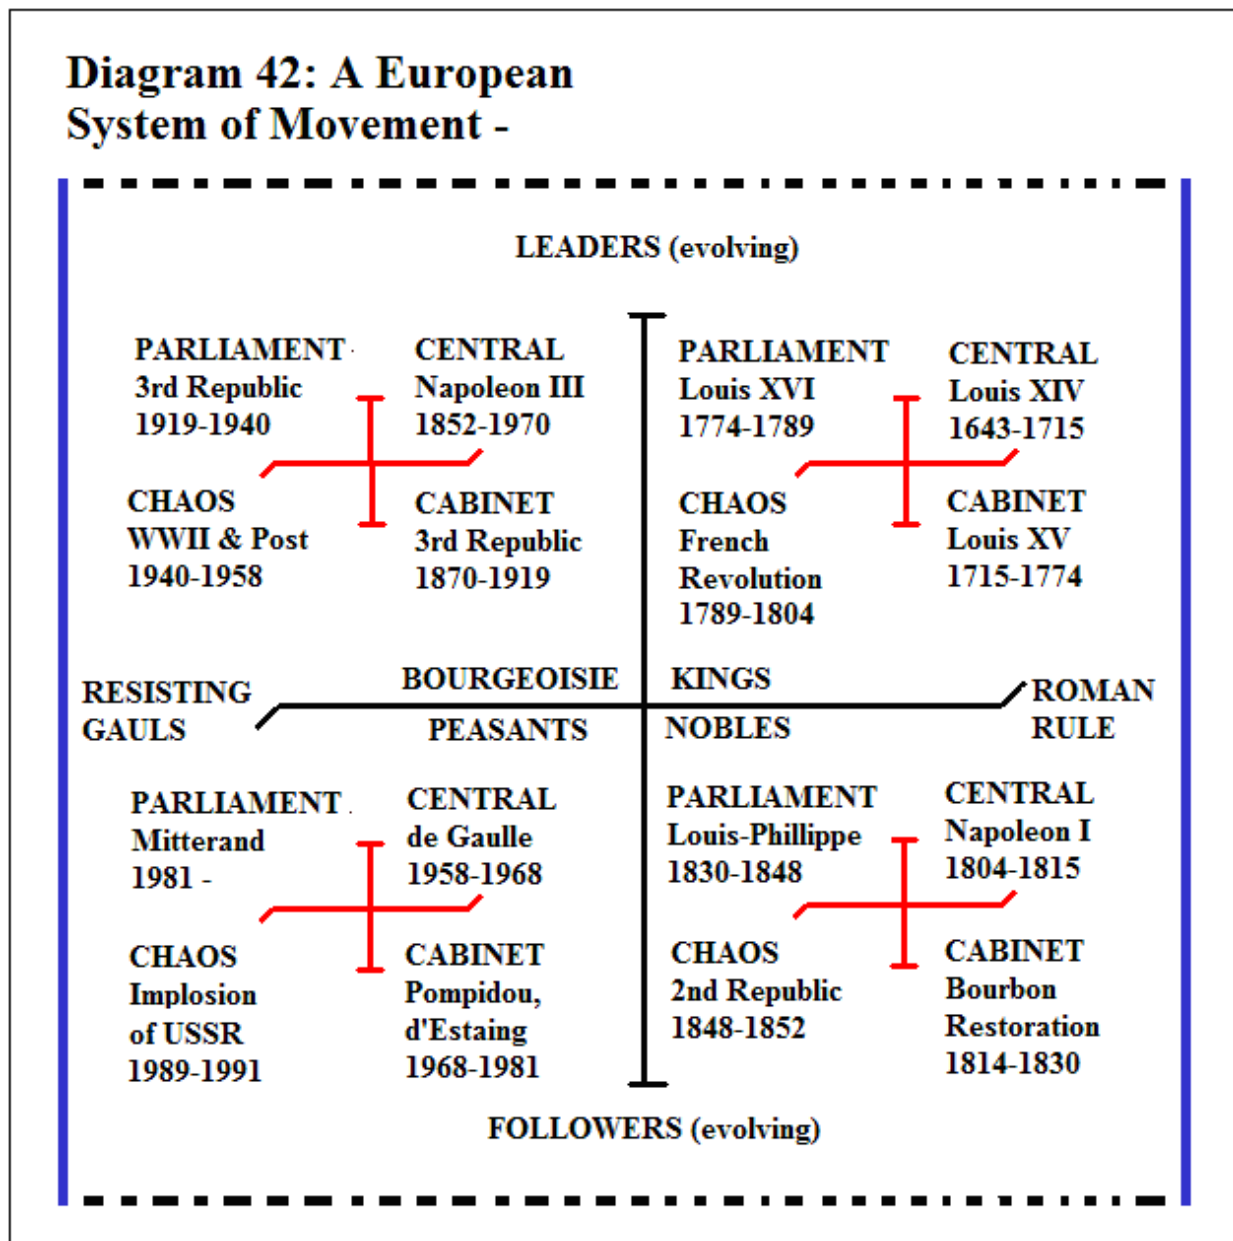 Diagram 42: A European
System of Movement -
LEADERS (evolving)
PARLIAMENT
3rd Republic
1919-1940
CENTRAL
Napoleon III
1852-1970
CHAOS
WWII & Post
1940-1958
CABINET
3rd Republic
1870-1919
PARLIAMENT
Louis XVI
1774-1789
CENTRAL
Louis XIV
1643-1715
CHAOS
French
Revolution
1789-1804
CABINET
Louis XV
1715-1774
RESISTING
GAULS
BOURGEOISIE
KINGS
PEASANTS
NOBLES
ROMAN
RULE
PARLIAMENT
Mitterand
1981 -
CENTRAL
de Gaulle
1958-1968
CHAOS
Implosion
of USSR
1989-1991
CABINET
Pompidou,
d'Estaing
1968-1981
PARLIAMENT
Louis-Phillippe
1830-1848
CENTRAL
Napoleon I
1804-1815
CHAOS
2nd Republic
1848-1852
CABINET
Bourbon
Restoration
1814-1830
FOLLOWERS (evolving)